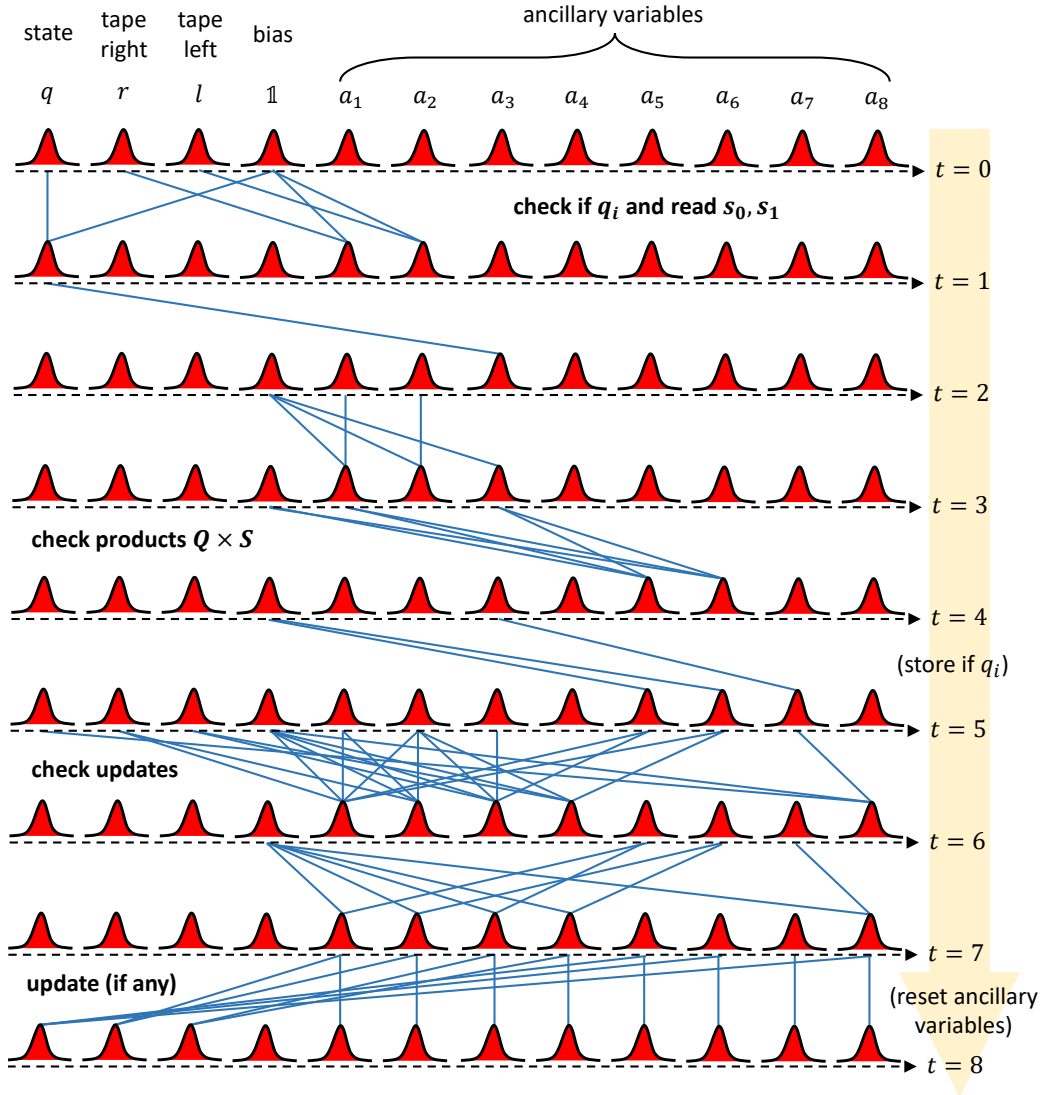 ancillary variables
state tape right tape left bias
q r l 𝟙 a₁ a₂ a₃ a₄ a₅ a₆ a₇ a₈
t = 0
check if qᵢ and read s₀, s₁
t = 1
t = 2
t = 3
check products Q × S
t = 4
(store if qᵢ)
t = 5
check updates
t = 6
t = 7
update (if any)
(reset ancillary
variables)
t = 8